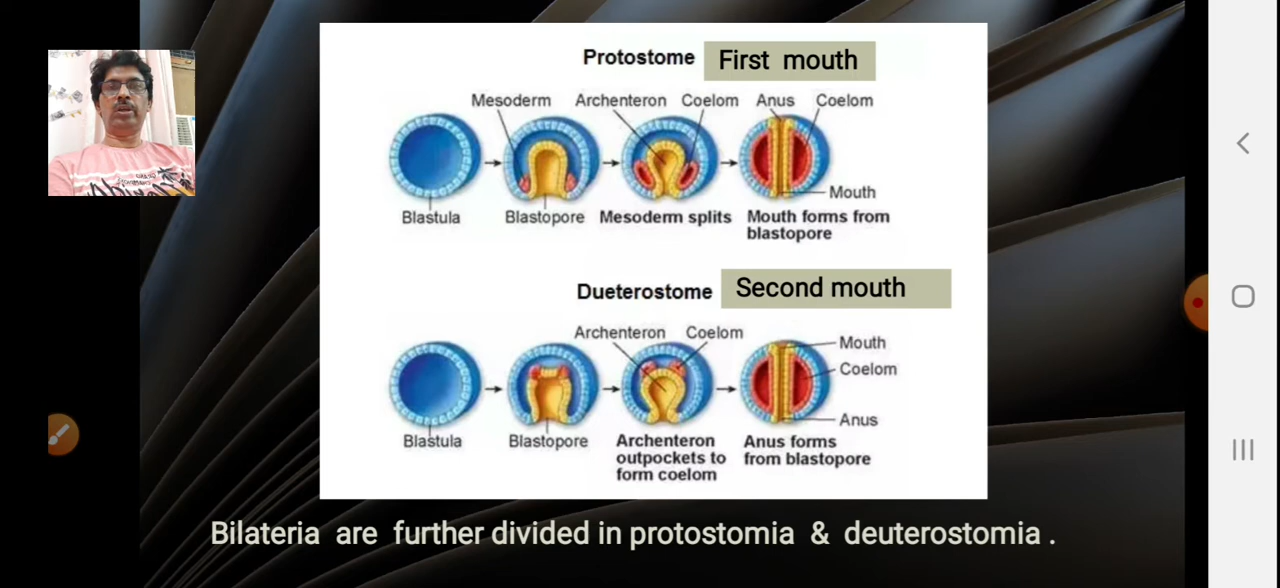 Protostome First mouth
Mesoderm Archenteron Coelom Anus Coelom
Mouth
Blastula Blastopore Mesoderm splits Mouth forms from
blastopore
Dueterostome Second mouth
Archenteron Coelom
Mouth
Coelom
Anus
Blastula Blastopore Archenteron Anus forms
outpockets to from blastopore
form coelom
Bilateria are further divided in protostomia & deuterostomia .